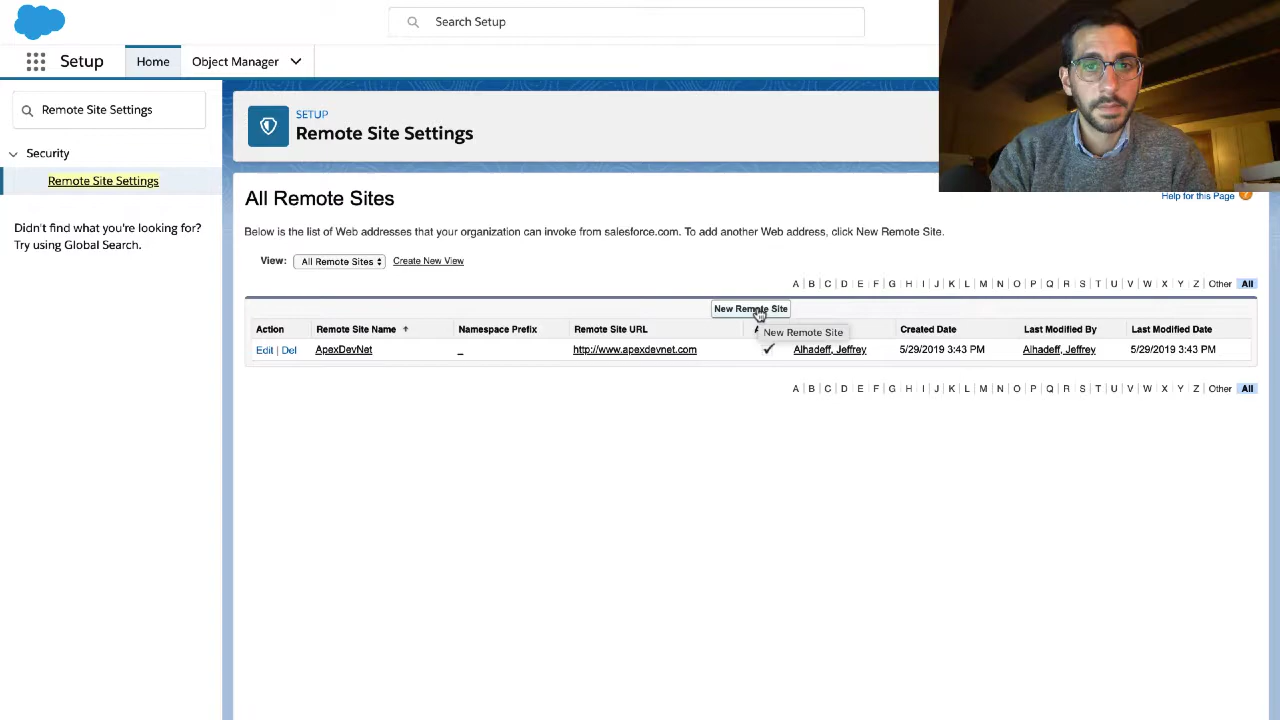 Search Setup
Setup
Home
Object Manager
Remote Site Settings
Security
Remote Site Settings
Didn't find what you're looking for?
Try using Global Search.
SETUP
Remote Site Settings
All Remote Sites
Help for this Page ?
Below is the list of Web addresses that your organization can invoke from salesforce.com. To add another Web address, click New Remote Site.
View: All Remote Sites Create New View
A | B | C | D | E | F | G | H | I | J | K | L | M | N | O | P | Q | R | S | T | U | V | W | X | Y | Z | Other All
New Remote Site
Action Remote Site Name Namespace Prefix Remote Site URL Created Date Last Modified By Last Modified Date
New Remote Site
Edit | Del ApexDevNet _ http://www.apexdevnet.com Alhadeff, Jeffrey 5/29/2019 3:43 PM Alhadeff, Jeffrey 5/29/2019 3:43 PM
A | B | C | D | E | F | G | H | I | J | K | L | M | N | O | P | Q | R | S | T | U | V | W | X | Y | Z | Other All